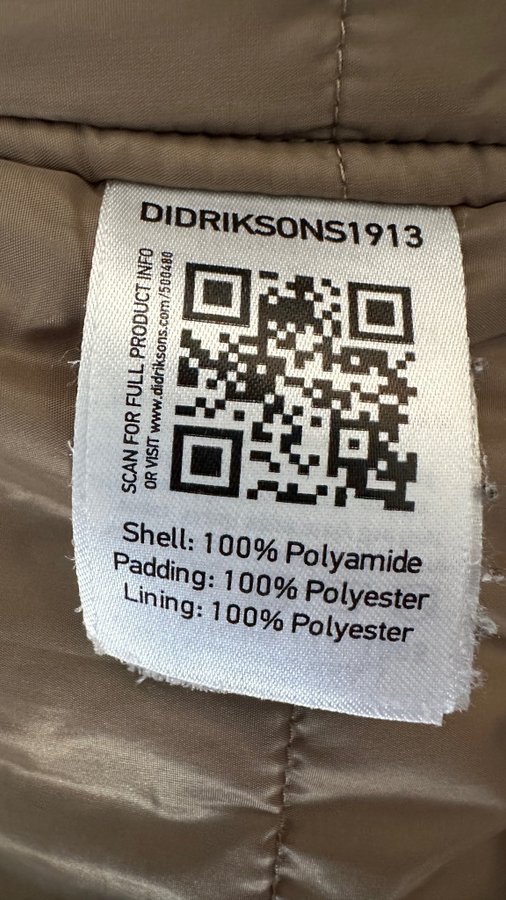 DIDRIKSONS1913
SCAN FOR FULL PRODUCT INFO
OR VISIT www.didriksons.com/500480
Shell: 100% Polyamide
Padding: 100% Polyester
Lining: 100% Polyester